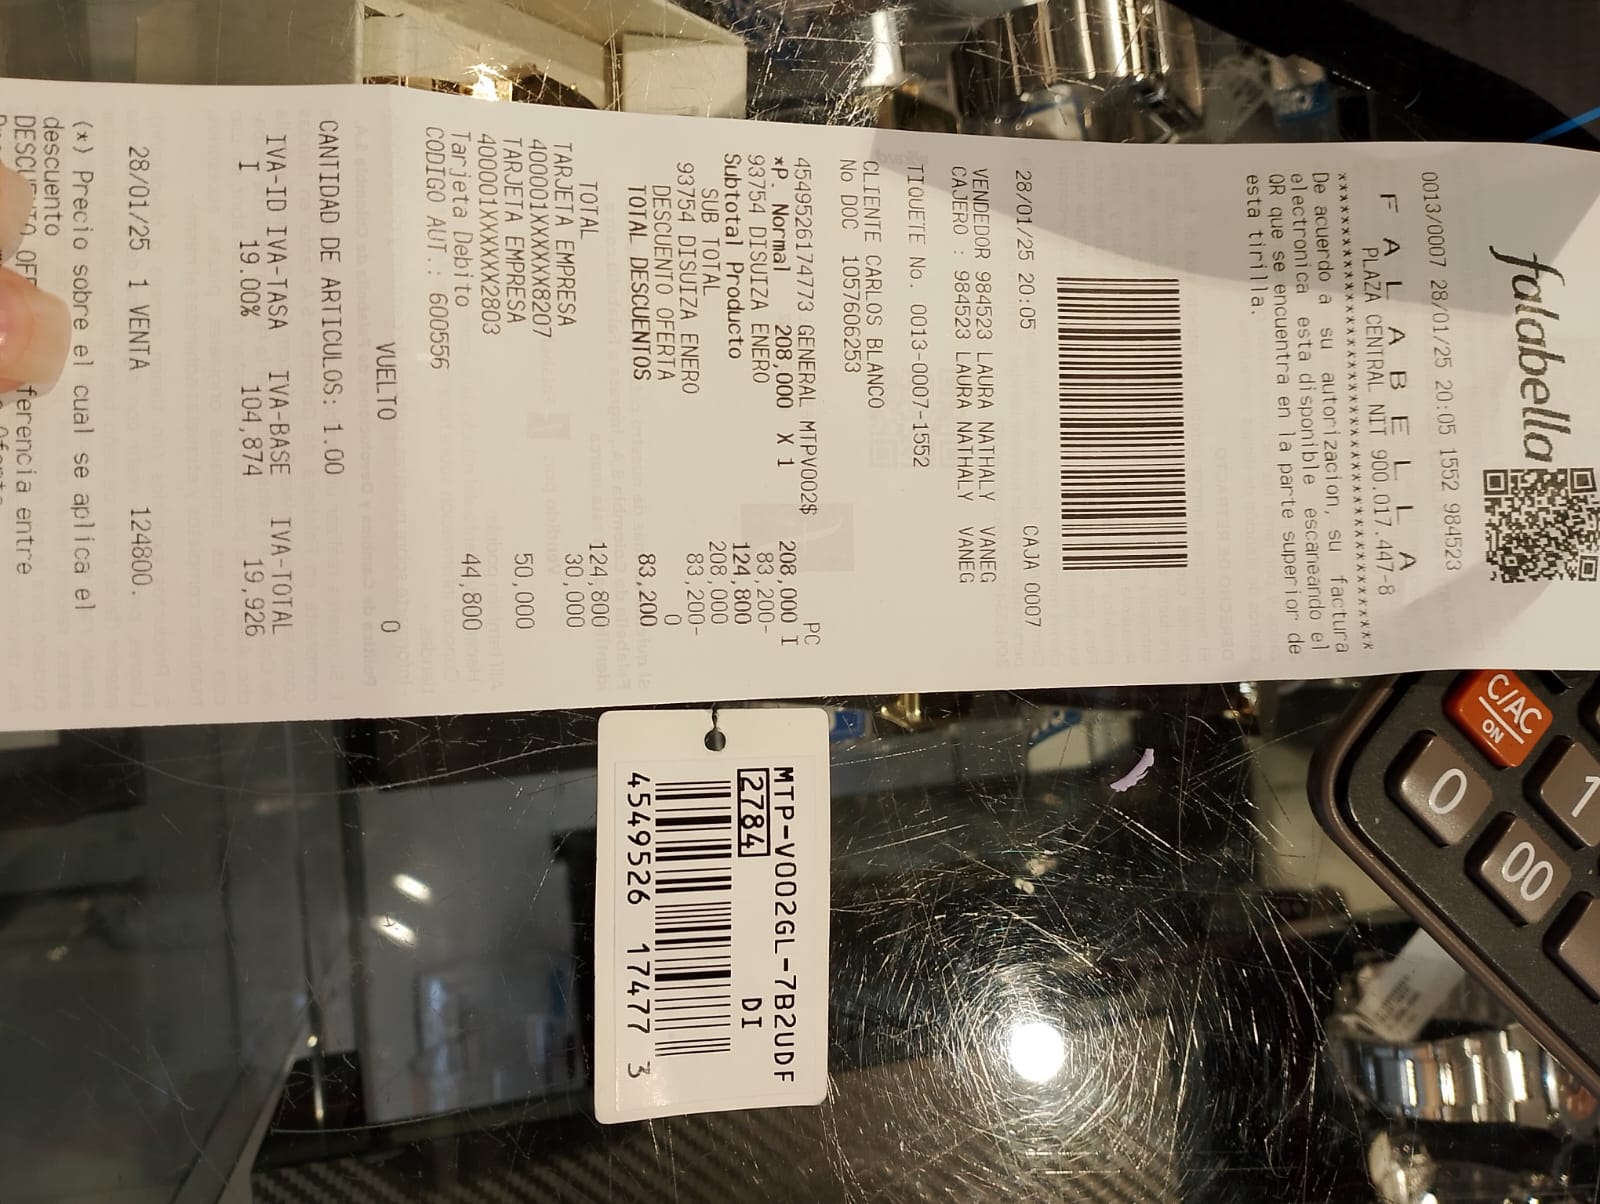 falabella
0013/0007 28/01/25 20:05 1552 984523
F A L A B E L L A
PLAZA CENTRAL NIT 900.017.447-8
De acuerdo a su autorizacion, su factura
electronica esta disponible escaneando el
QR que se encuentra en la parte superior de
esta tirilla.
28/01/25 20:05 CAJA 0007
VENDEDOR 984523 LAURA NATHALY VANEG
CAJERO : 984523 LAURA NATHALY VANEG
TIQUETE No. 0013-0007-1552
CLIENTE CARLOS BLANCO
No DOC 1057606253
PC
4549526174773 GENERAL MTPV002$ 208,000 I
*P. Normal 208,000 X 1
93754 DISUIZA ENERO 83,200-
Subtotal Producto 124,800
SUB TOTAL 208,000
93754 DISUIZA ENERO 83,200-
DESCUENTO OFERTA 0
TOTAL DESCUENTOS 83,200
TOTAL 124,800
TARJETA EMPRESA 30,000
400001XXXXXX8207
TARJETA EMPRESA 50,000
400001XXXXXX2803
Tarjeta Debito 44,800
CODIGO AUT.: 600556
VUELTO 0
CANTIDAD DE ARTICULOS: 1.00
IVA-ID IVA-TASA IVA-BASE IVA-TOTAL
I 19.00% 104,874 19,926
28/01/25 1 VENTA 124800.
(*) Precio sobre el cual se aplica el
descuento
ferencia entre
MTP-V002GL-7B2UDF
2784 DI
4549526 17477 3
C/AC
ON
0
1
00